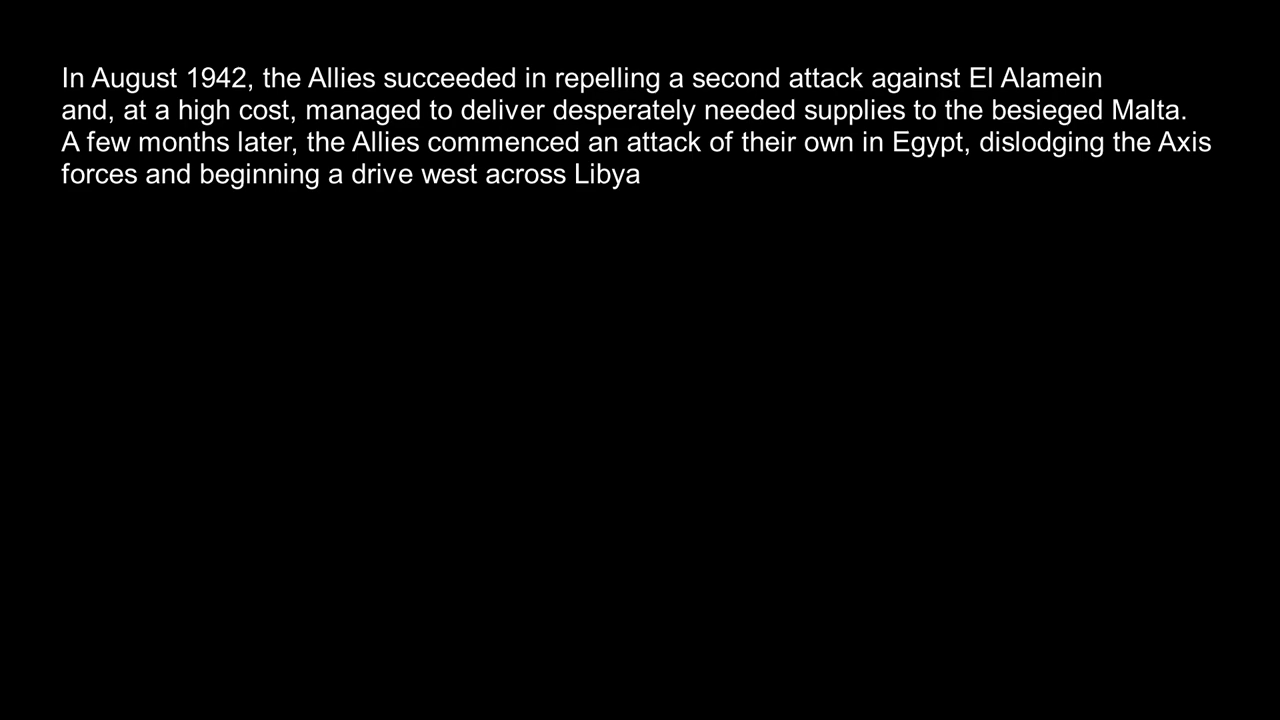 In August 1942, the Allies succeeded in repelling a second attack against El Alamein
and, at a high cost, managed to deliver desperately needed supplies to the besieged Malta.
A few months later, the Allies commenced an attack of their own in Egypt, dislodging the Axis
forces and beginning a drive west across Libya